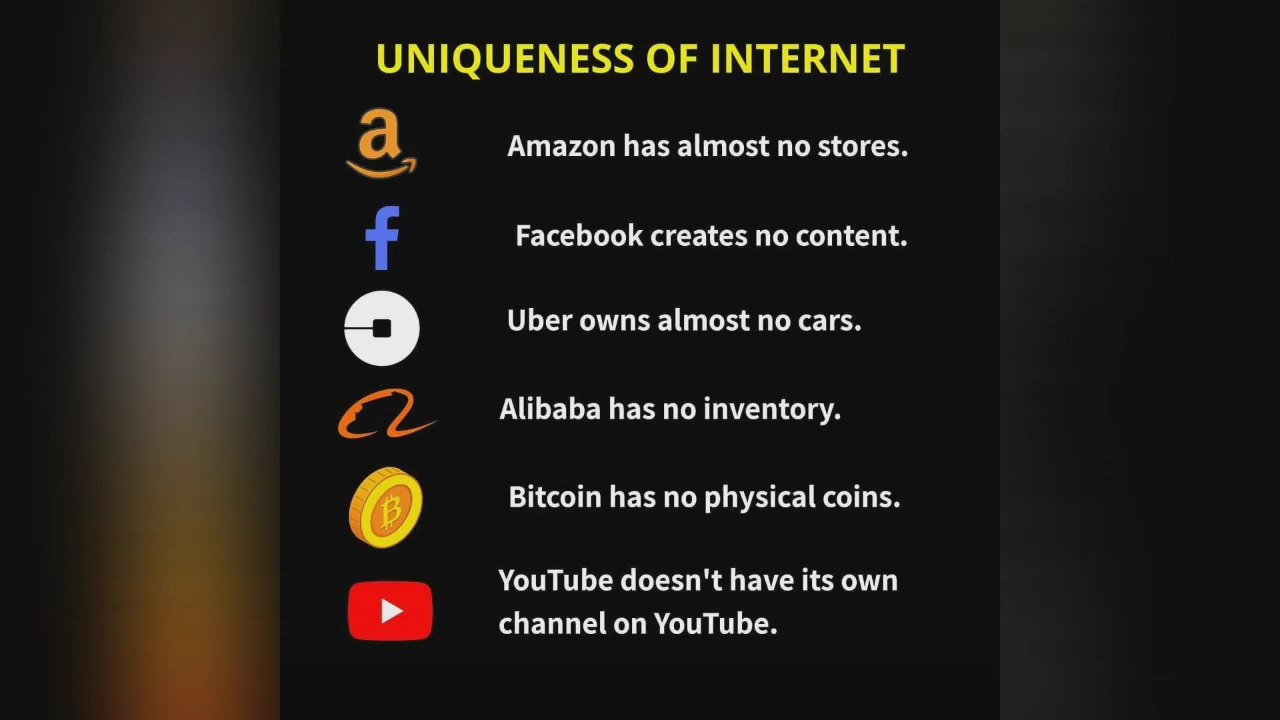 UNIQUENESS OF INTERNET
Amazon has almost no stores.
Facebook creates no content.
Uber owns almost no cars.
Alibaba has no inventory.
Bitcoin has no physical coins.
YouTube doesn't have its own
channel on YouTube.